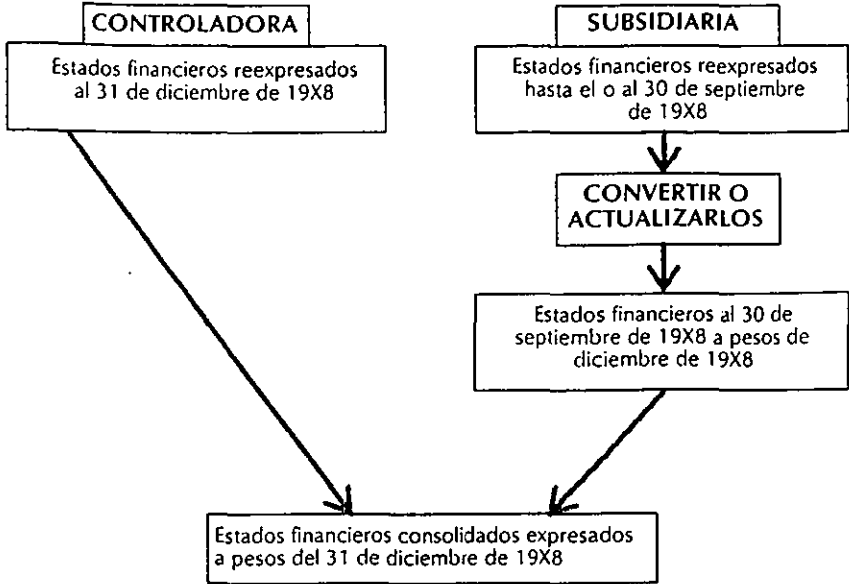 CONTROLADORA
Estados financieros reexpresados
al 31 de diciembre de 19X8
SUBSIDIARIA
Estados financieros reexpresados
hasta el o al 30 de septiembre
de 19X8
CONVERTIR O
ACTUALIZARLOS
Estados financieros al 30 de
septiembre de 19X8 a pesos de
diciembre de 19X8
Estados financieros consolidados expresados
a pesos del 31 de diciembre de 19X8